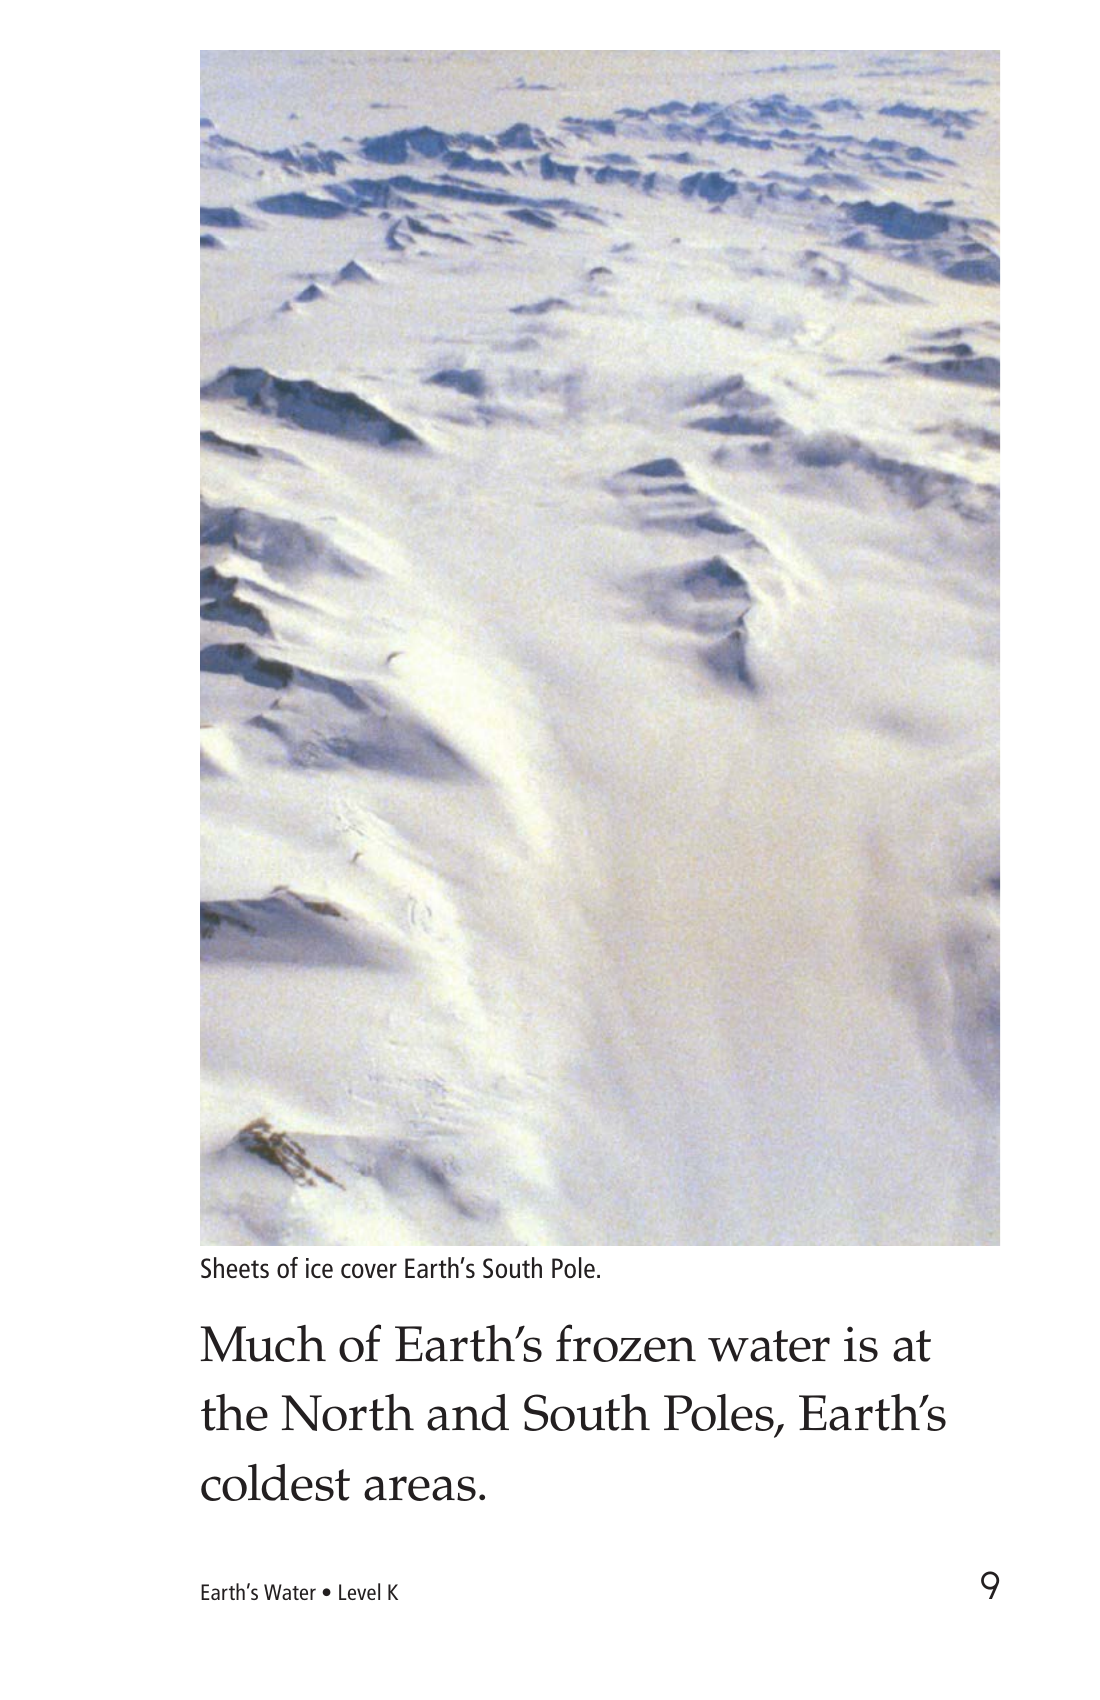 Sheets of ice cover Earth’s South Pole.
Much of Earth’s frozen water is at
the North and South Poles, Earth’s
coldest areas.
Earth’s Water • Level K
9